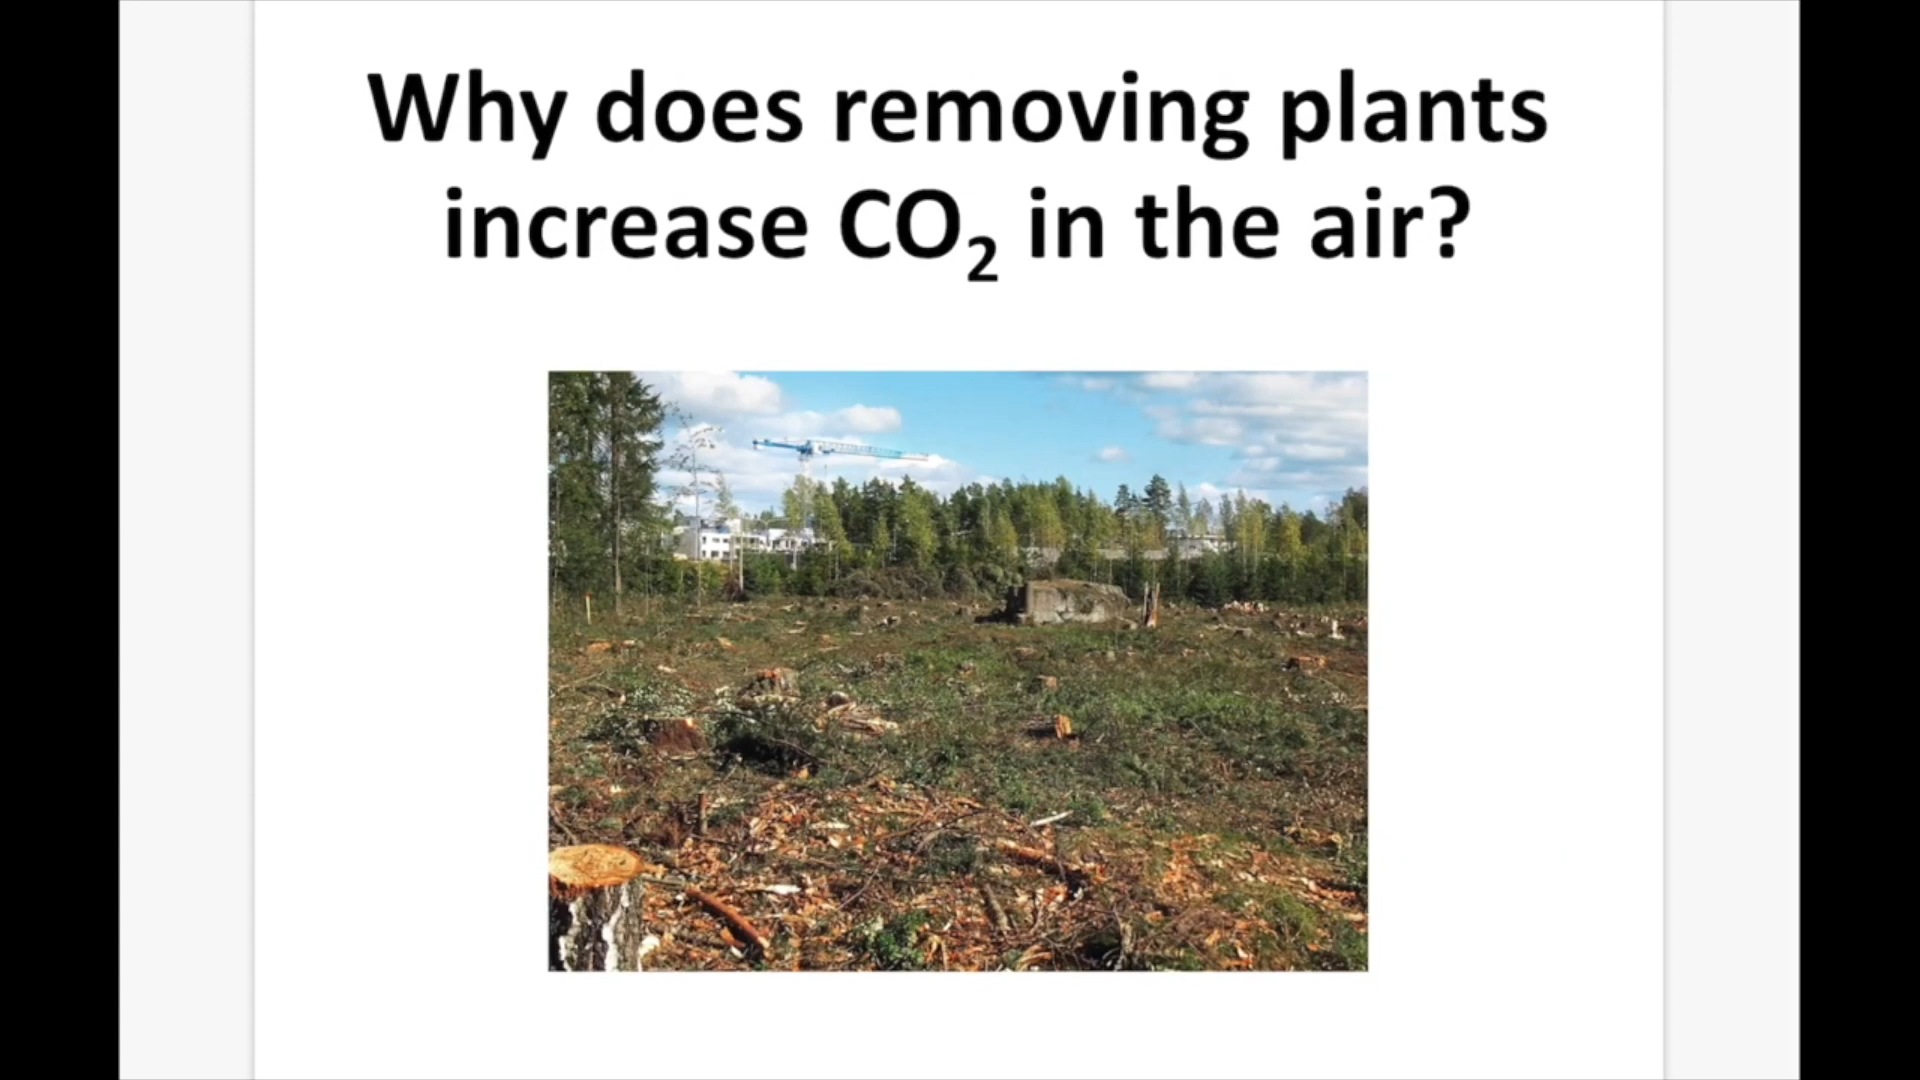 Why does removing plants
increase CO₂ in the air?